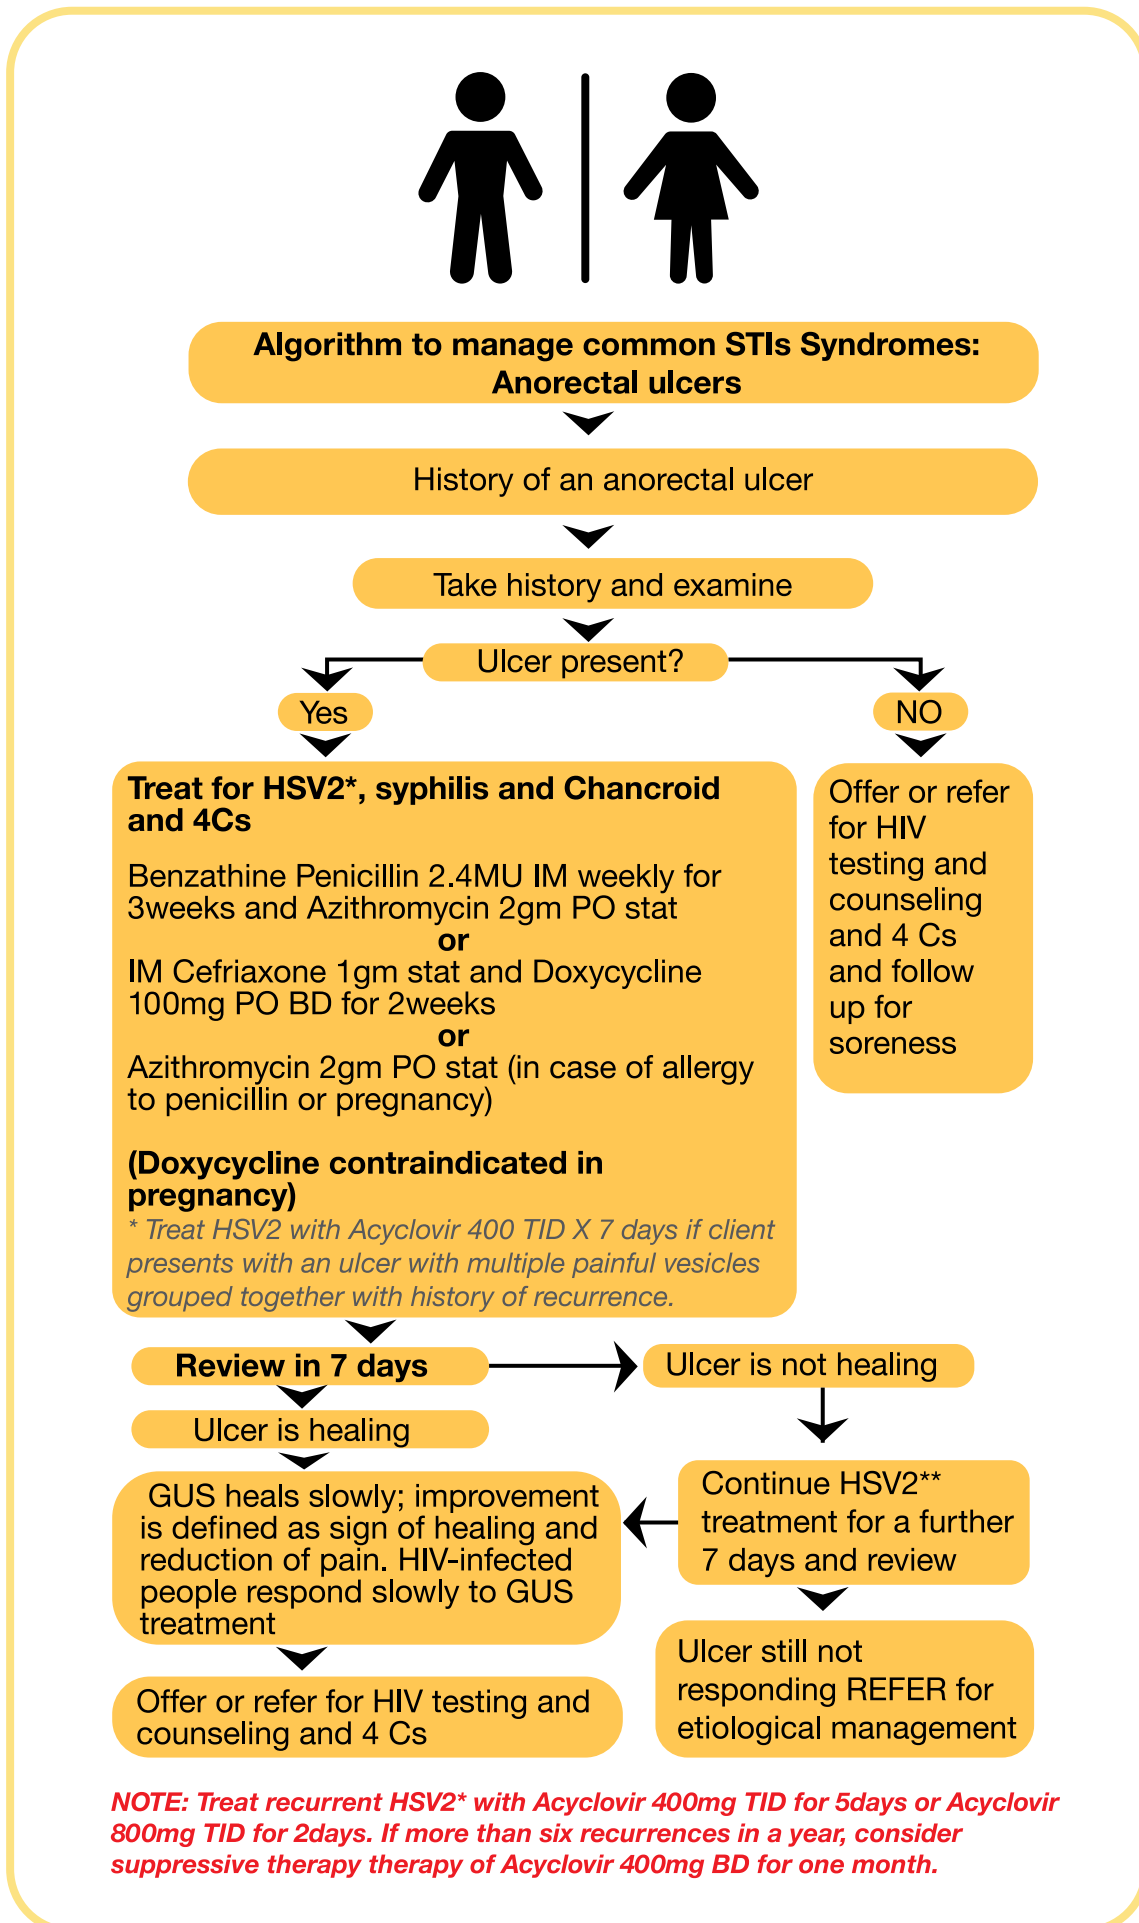 Algorithm to manage common STIs Syndromes:
Anorectal ulcers
History of an anorectal ulcer
Take history and examine
Ulcer present?
Yes
NO
Treat for HSV2*, syphilis and Chancroid
and 4Cs
Benzathine Penicillin 2.4MU IM weekly for
3weeks and Azithromycin 2gm PO stat
or
IM Cefriaxone 1gm stat and Doxycycline
100mg PO BD for 2weeks
or
Azithromycin 2gm PO stat (in case of allergy
to penicillin or pregnancy)
(Doxycycline contraindicated in
pregnancy)
* Treat HSV2 with Acyclovir 400 TID X 7 days if client
presents with an ulcer with multiple painful vesicles
grouped together with history of recurrence.
Offer or refer
for HIV
testing and
counseling
and 4 Cs
and follow
up for
soreness
Review in 7 days
Ulcer is not healing
Ulcer is healing
GUS heals slowly; improvement
is defined as sign of healing and
reduction of pain. HIV-infected
people respond slowly to GUS
treatment
Continue HSV2**
treatment for a further
7 days and review
Offer or refer for HIV testing and
counseling and 4 Cs
Ulcer still not
responding REFER for
etiological management
NOTE: Treat recurrent HSV2* with Acyclovir 400mg TID for 5days or Acyclovir
800mg TID for 2days. If more than six recurrences in a year, consider
suppressive therapy therapy of Acyclovir 400mg BD for one month.